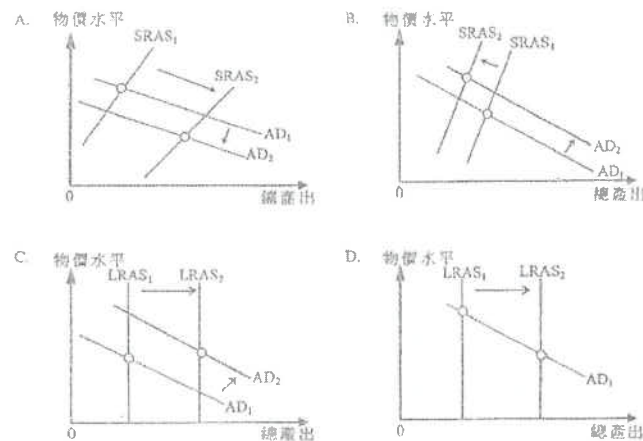 A. 物價水平
SRAS₁
SRAS₂
AD₁
AD₂
0
總產出
B. 物價水平
SRAS₂
SRAS₁
AD₂
AD₁
0
總產出
C. 物價水平
LRAS₁ LRAS₂
AD₂
AD₁
0
總產出
D. 物價水平
LRAS₁ LRAS₂
AD₁
0
總產出